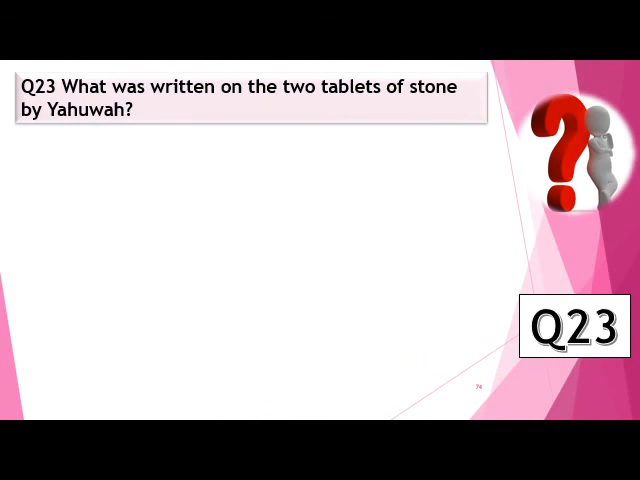 Q23 What was written on the two tablets of stone
by Yahuwah?
Q23
74